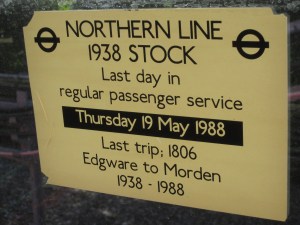 NORTHERN LINE
1938 STOCK
Last day in
regular passenger service
Thursday 19 May 1988
Last trip; 1806
Edgware to Morden
1938 - 1988